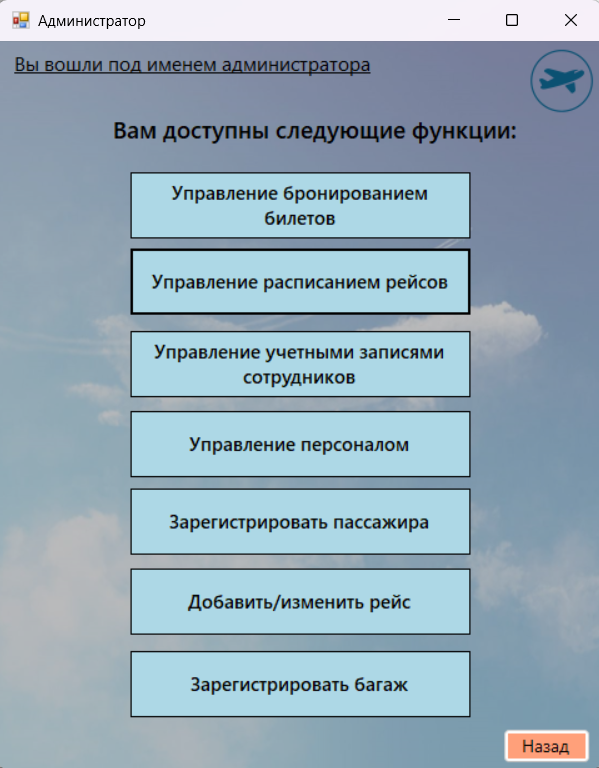 Администратор
Вы вошли под именем администратора
Вам доступны следующие функции:
Управление бронированием
билетов
Управление расписанием рейсов
Управление учетными записями
сотрудников
Управление персоналом
Зарегистрировать пассажира
Добавить/изменить рейс
Зарегистрировать багаж
Назад